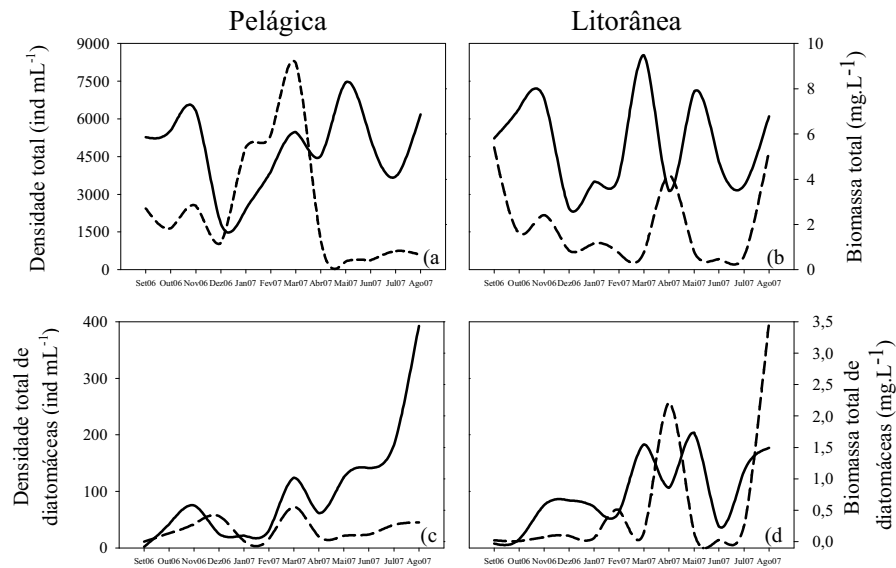 Pelágica Litorânea
9000 10
7500 8
6000 6
4500
3000 4
1500 2
0 0
Densidade total (ind mL⁻¹)
Biomassa total (mg.L⁻¹)
(a (b
Set06 Out06 Nov06 Dez06 Jan07 Fev07 Mar07 Abr07 Mai07 Jun07 Jul07 Ago07
Set06 Out06 Nov06 Dez06 Jan07 Fev07 Mar07 Abr07 Mai07 Jun07 Jul07 Ago07
400 3,5
3,0
300 2,5
200 2,0
1,5
100 1,0
0,5
0 0,0
Densidade total de
diatomáceas (ind mL⁻¹)
Biomassa total de
diatomáceas (mg.L⁻¹)
(c (d
Set06 Out06 Nov06 Dez06 Jan07 Fev07 Mar07 Abr07 Mai07 Jun07 Jul07 Ago07
Set06 Out06 Nov06 Dez06 Jan07 Fev07 Mar07 Abr07 Mai07 Jun07 Jul07 Ago07